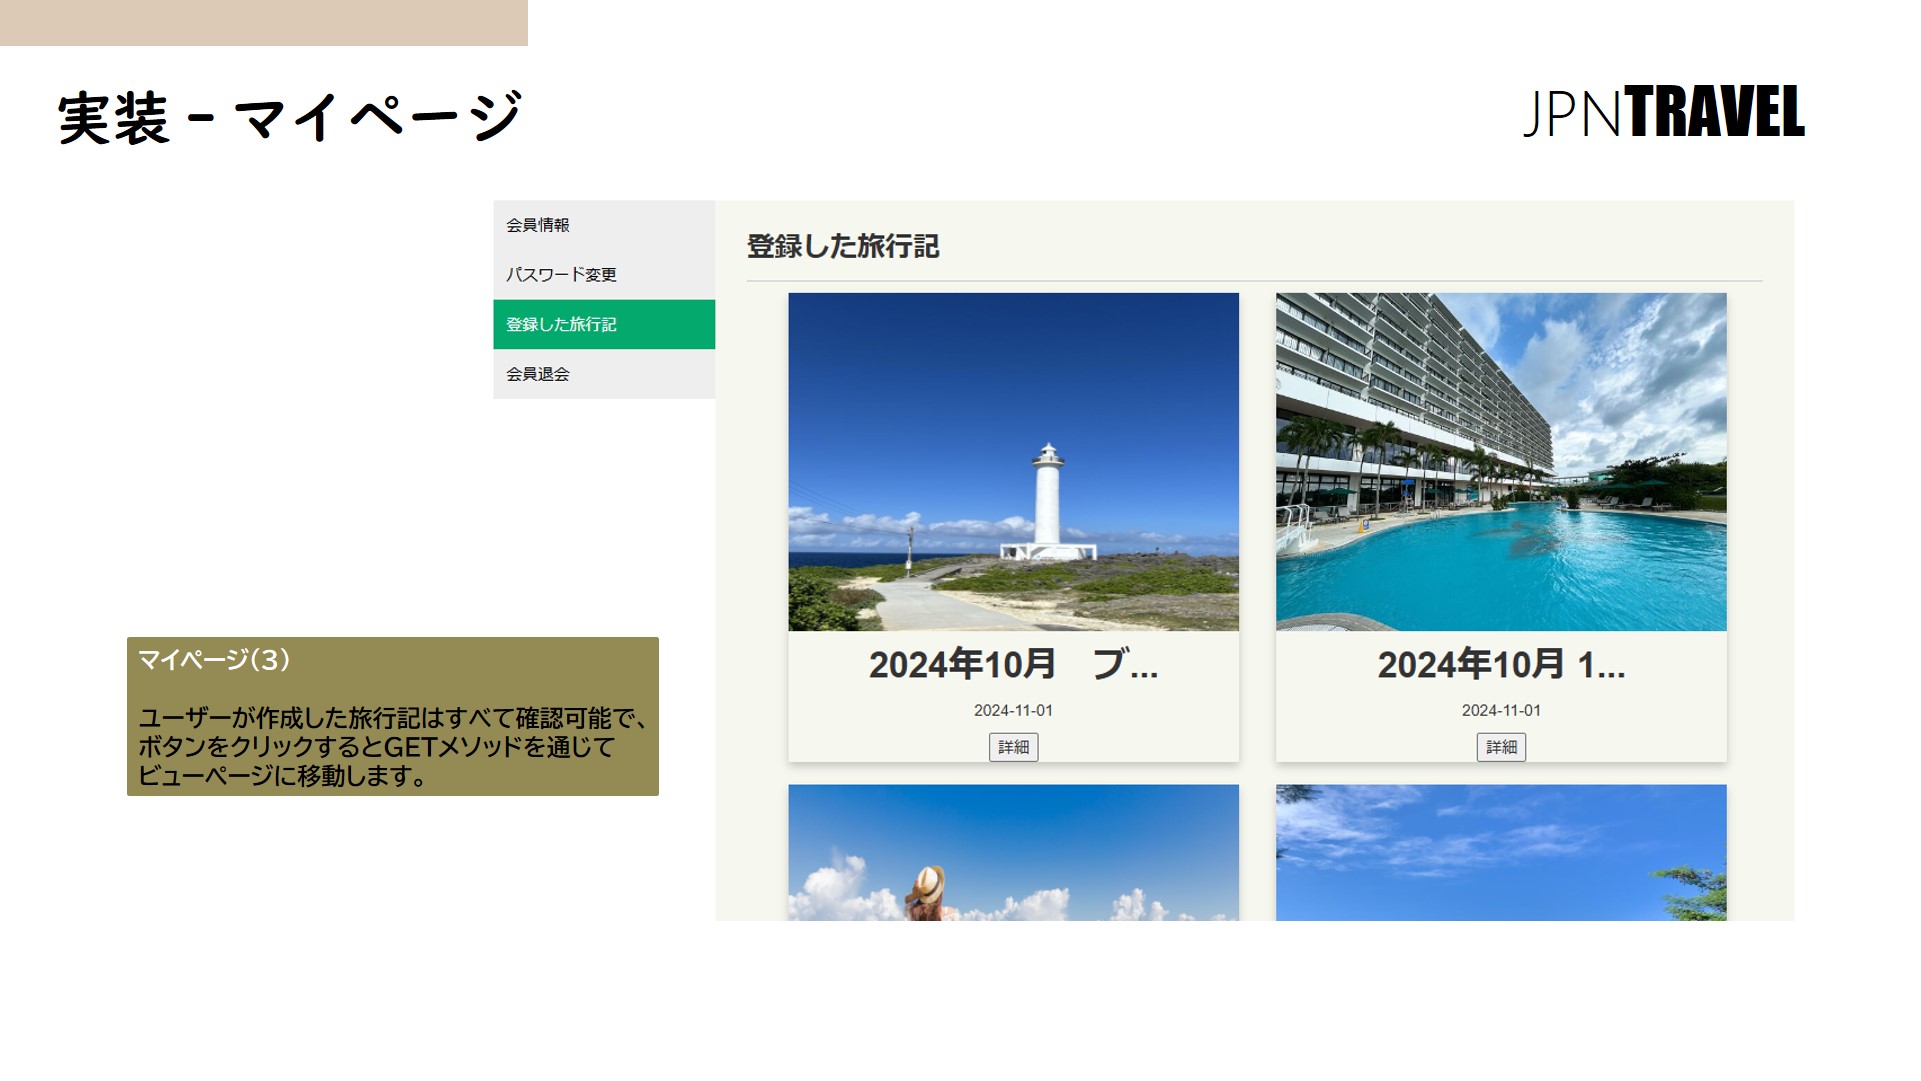 実装 – マイページ
JPNTRAVEL
会員情報
パスワード変更
登録した旅行記
会員退会
登録した旅行記
2024年10月　ブ...
2024-11-01
詳細
2024年10月 1...
2024-11-01
詳細
マイページ(3)
ユーザーが作成した旅行記はすべて確認可能で、
ボタンをクリックするとGETメソッドを通じて
ビューページに移動します。